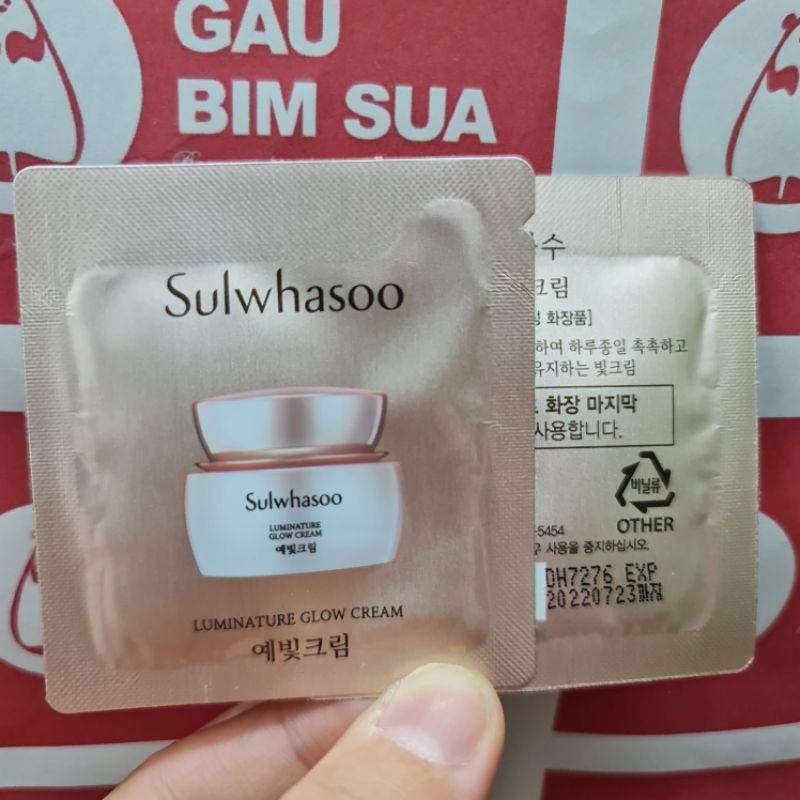 GAU
BIM SUA
Sulwhasoo
Sulwhasoo
LUMINATURE
GLOW CREAM
예빛크림
LUMINATURE GLOW CREAM
예빛크림
수
크림
화장품]
하여 하루종일 촉촉하고
유지하는 빛크림
화장 마지막
사용합니다.
비닐류
OTHER
-5454
사용을 중지하십시오.
DH7276 EXP
20220723까지